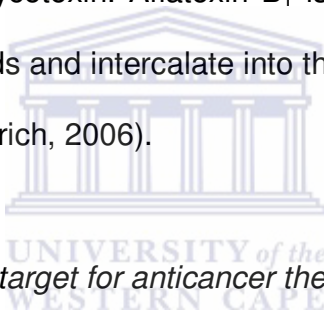 ycotoxin. Aflatoxin B₁ is
ds and intercalate into th
rich, 2006).
UNIVERSITY of the
target for anticancer the
WESTERN CAPE